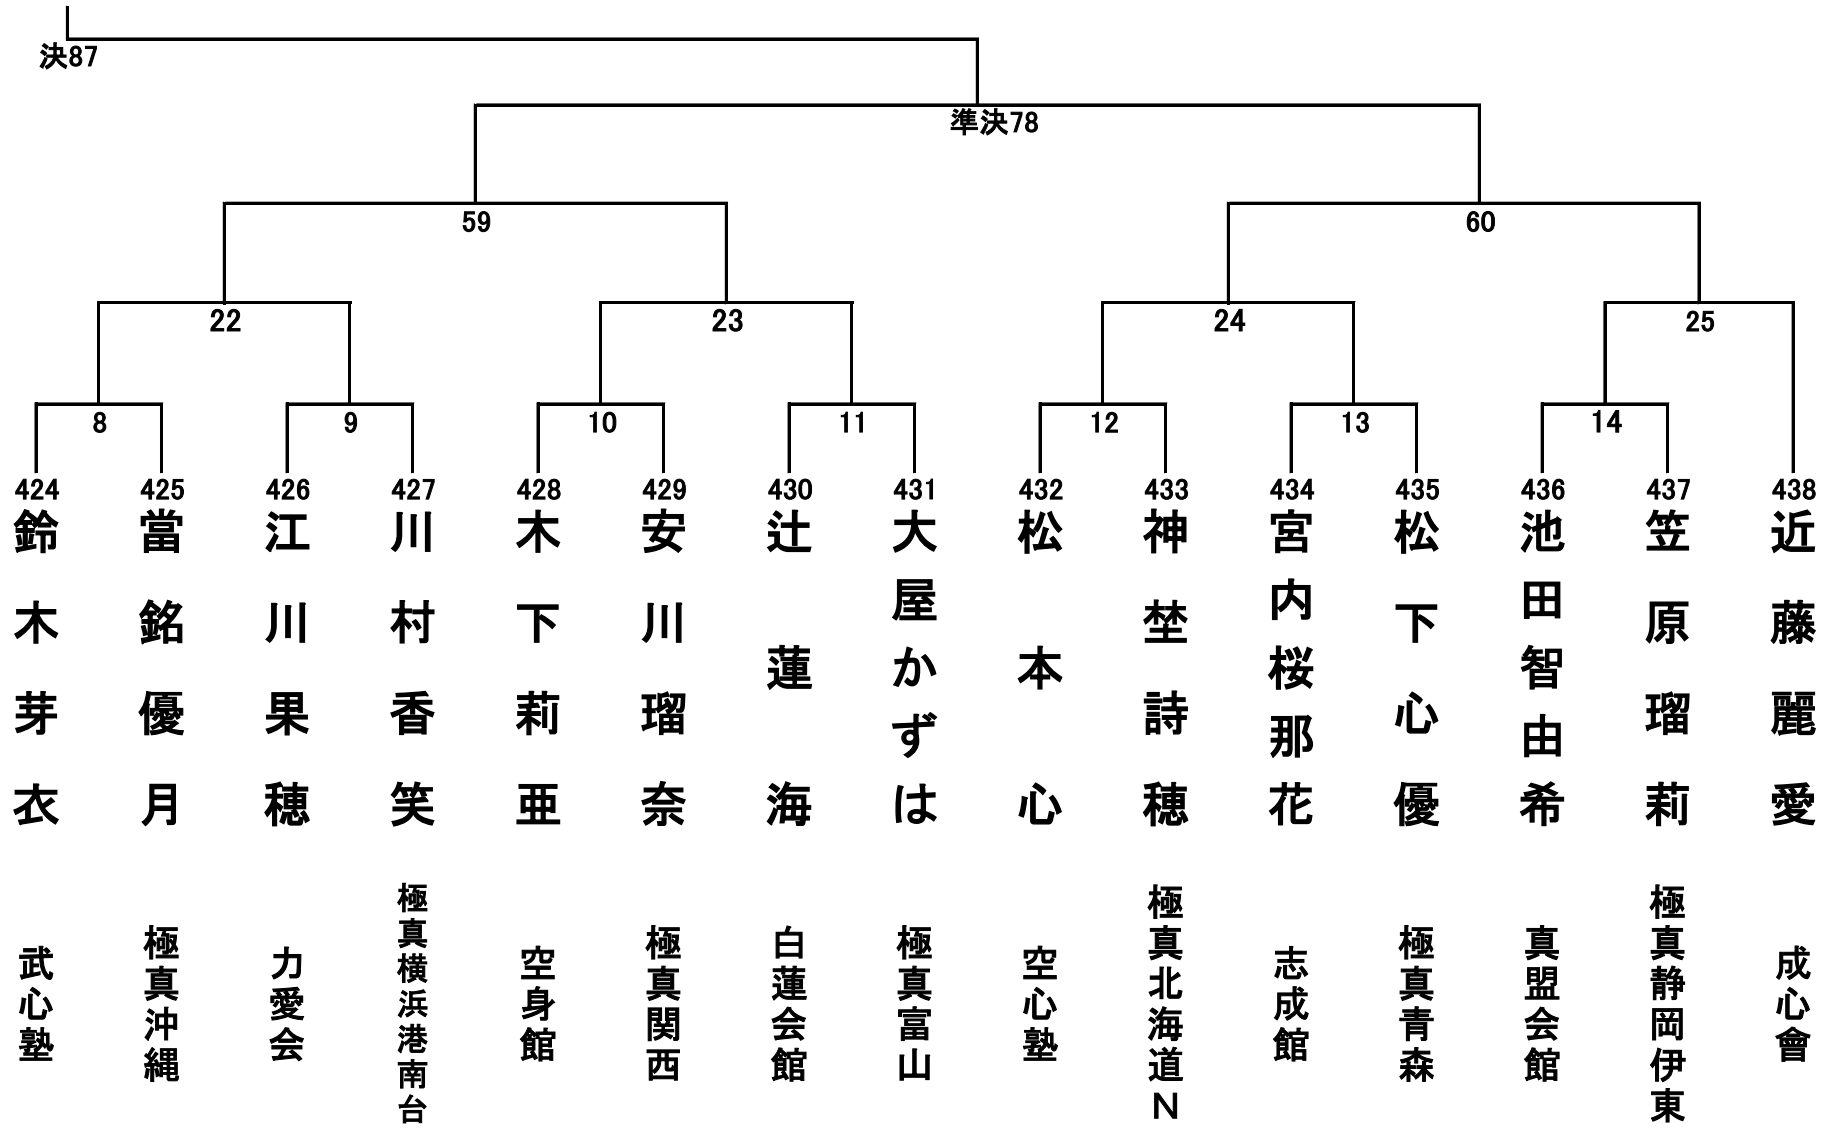 決87
準決78
59
60
22
23
24
25
8
9
10
11
12
13
14
424
425
426
427
428
429
430
431
432
433
434
435
436
437
438
鈴木芽衣
當銘優月
江川果穂
川村香笑
木下莉亜
安川瑠奈
辻蓮海
大屋かずは
松本心
神埜詩穂
宮内桜那花
松下心優
池田智由希
笠原瑠莉
近藤麗愛
武心塾
極真沖縄
力愛会
極真横浜港南台
空身館
極真関西
白蓮会館
極真富山
空心塾
極真北海道N
志成館
極真青森
真盟会館
極真静岡伊東
成心會